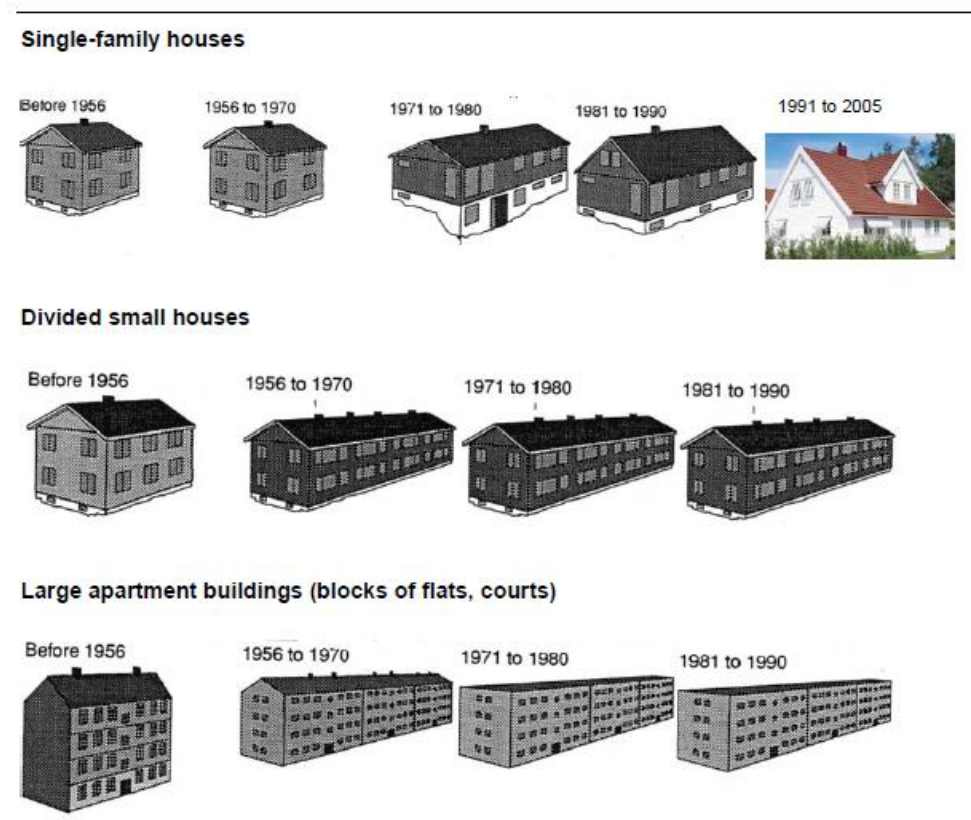 Single-family houses
Before 1956
1956 to 1970
1971 to 1980
1981 to 1990
1991 to 2005
Divided small houses
Before 1956
1956 to 1970
1971 to 1980
1981 to 1990
Large apartment buildings (blocks of flats, courts)
Before 1956
1956 to 1970
1971 to 1980
1981 to 1990